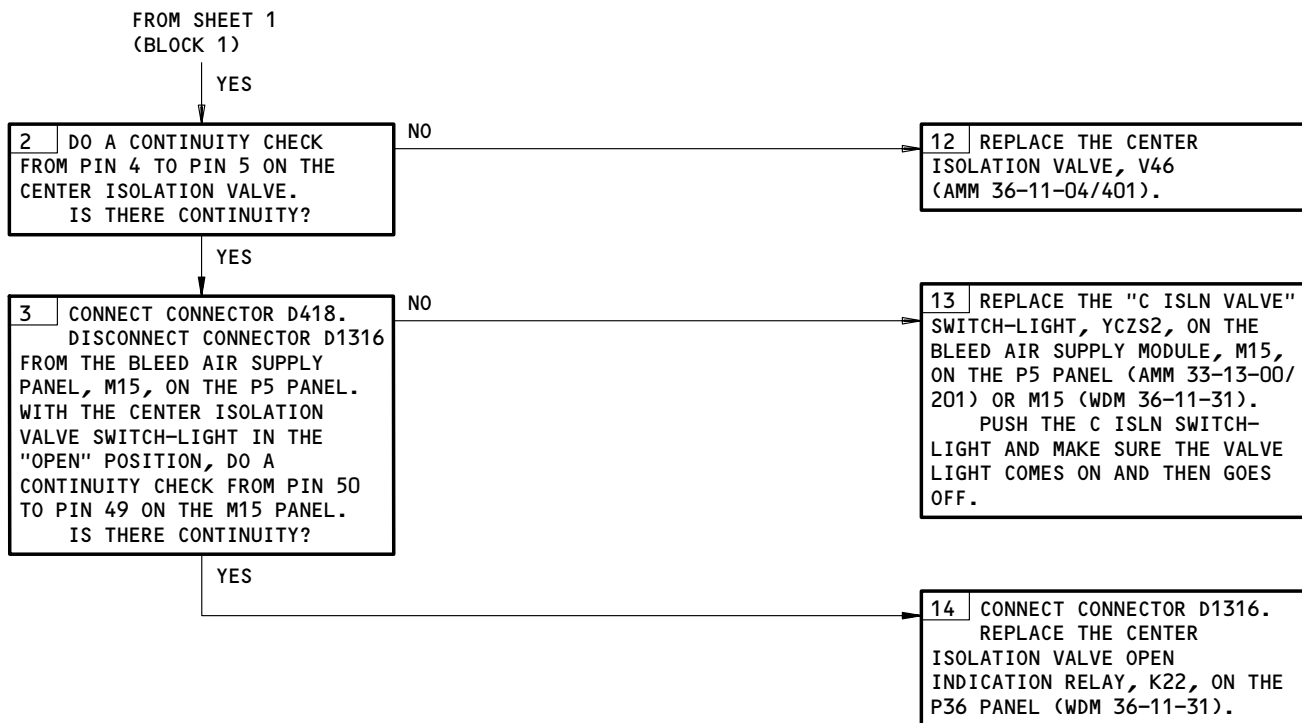 FROM SHEET 1
(BLOCK 1)
YES
2 DO A CONTINUITY CHECK
FROM PIN 4 TO PIN 5 ON THE
CENTER ISOLATION VALVE.
IS THERE CONTINUITY?
NO
12 REPLACE THE CENTER
ISOLATION VALVE, V46
(AMM 36-11-04/401).
YES
3 CONNECT CONNECTOR D418.
DISCONNECT CONNECTOR D1316
FROM THE BLEED AIR SUPPLY
PANEL, M15, ON THE P5 PANEL.
WITH THE CENTER ISOLATION
VALVE SWITCH-LIGHT IN THE
"OPEN" POSITION, DO A
CONTINUITY CHECK FROM PIN 50
TO PIN 49 ON THE M15 PANEL.
IS THERE CONTINUITY?
NO
13 REPLACE THE "C ISLN VALVE"
SWITCH-LIGHT, YCZS2, ON THE
BLEED AIR SUPPLY MODULE, M15,
ON THE P5 PANEL (AMM 33-13-00/
201) OR M15 (WDM 36-11-31).
PUSH THE C ISLN SWITCH-
LIGHT AND MAKE SURE THE VALVE
LIGHT COMES ON AND THEN GOES
OFF.
YES
14 CONNECT CONNECTOR D1316.
REPLACE THE CENTER
ISOLATION VALVE OPEN
INDICATION RELAY, K22, ON THE
P36 PANEL (WDM 36-11-31).